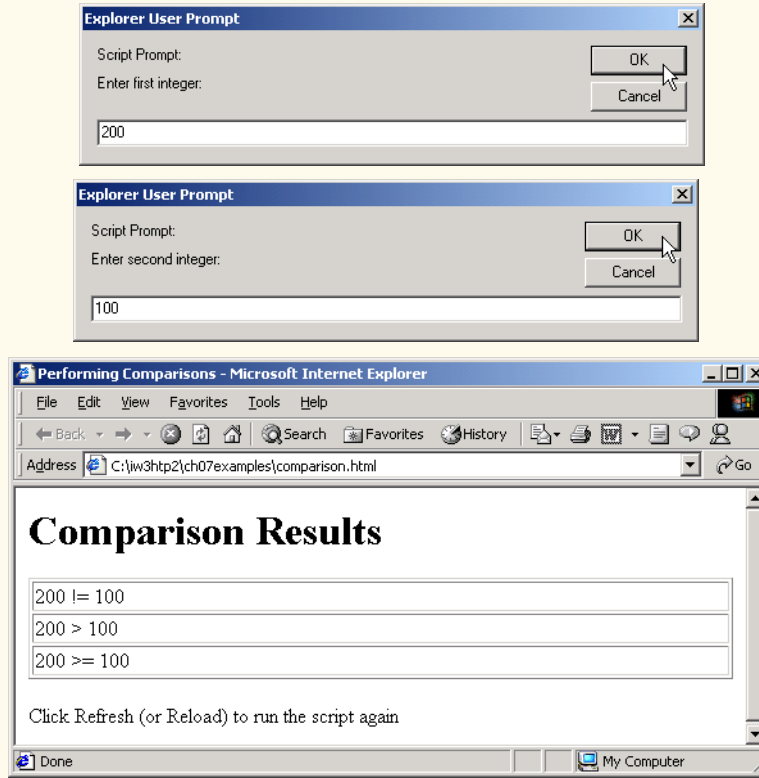 Explorer User Prompt
Script Prompt:
OK
Enter first integer:
Cancel
200
Explorer User Prompt
Script Prompt:
OK
Enter second integer:
Cancel
100
Performing Comparisons - Microsoft Internet Explorer
File Edit View Favorites Tools Help
Back Search Favorites History
Address C:\iw3htp2\ch07examples\comparison.html Go
Comparison Results
200 != 100
200 > 100
200 >= 100
Click Refresh (or Reload) to run the script again
Done My Computer